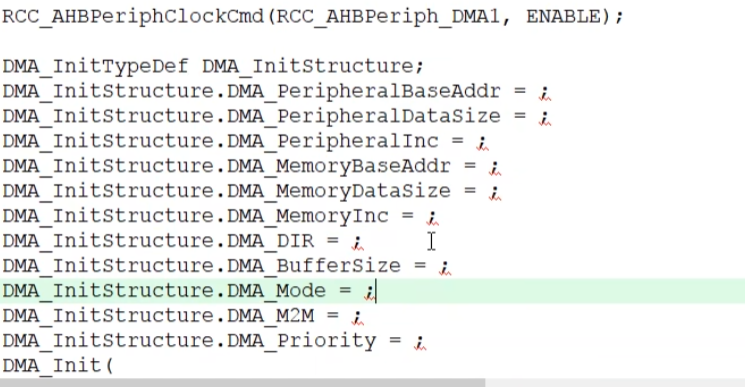 RCC_AHBPeriphClockCmd(RCC_AHBPeriph_DMA1, ENABLE);
DMA_InitTypeDef DMA_InitStructure;
DMA_InitStructure.DMA_PeripheralBaseAddr = ;
DMA_InitStructure.DMA_PeripheralDataSize = ;
DMA_InitStructure.DMA_PeripheralInc = ;
DMA_InitStructure.DMA_MemoryBaseAddr = ;
DMA_InitStructure.DMA_MemoryDataSize = ;
DMA_InitStructure.DMA_MemoryInc = ;
DMA_InitStructure.DMA_DIR = ;
DMA_InitStructure.DMA_BufferSize = ;
DMA_InitStructure.DMA_Mode = ;
DMA_InitStructure.DMA_M2M = ;
DMA_InitStructure.DMA_Priority = ;
DMA_Init(